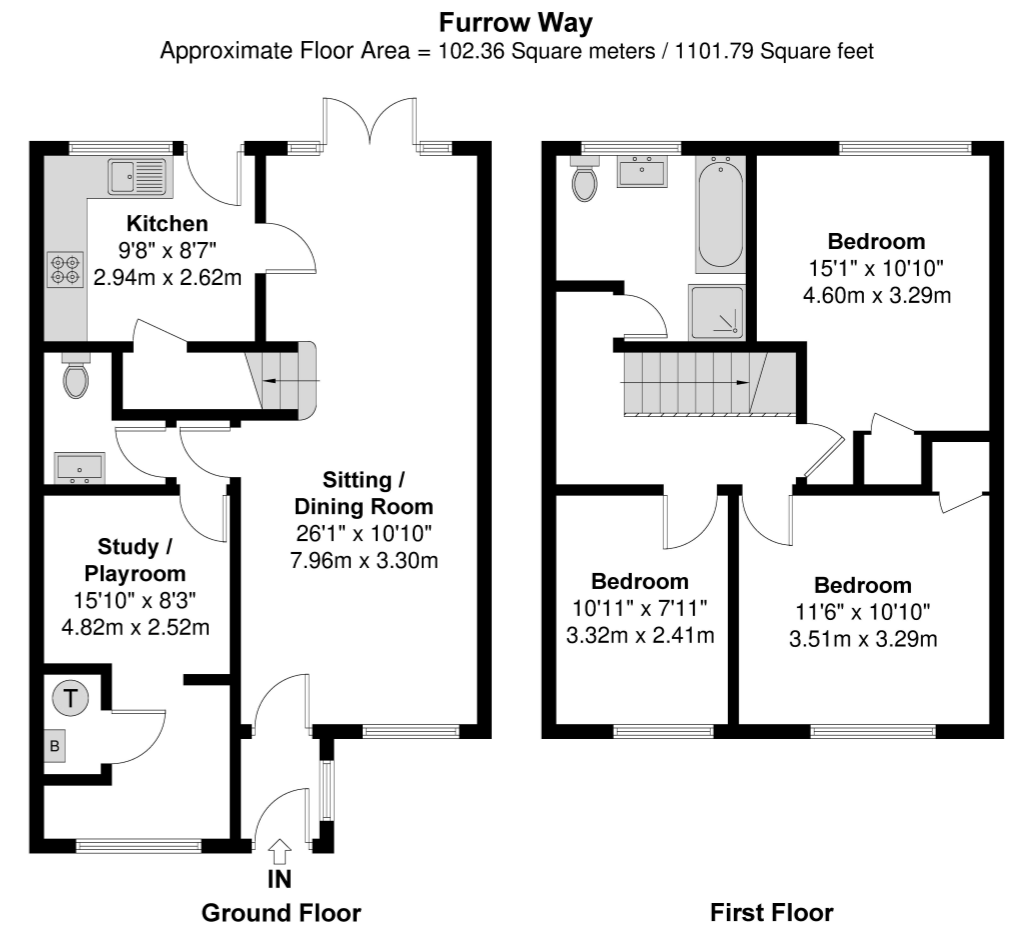 Furrow Way
Approximate Floor Area = 102.36 Square meters / 1101.79 Square feet
Kitchen
9'8" x 8'7"
2.94m x 2.62m
Sitting /
Dining Room
26'1" x 10'10"
7.96m x 3.30m
Study /
Playroom
15'10" x 8'3"
4.82m x 2.52m
T
B
IN
Ground Floor
Bedroom
15'1" x 10'10"
4.60m x 3.29m
Bedroom
10'11" x 7'11"
3.32m x 2.41m
Bedroom
11'6" x 10'10"
3.51m x 3.29m
First Floor